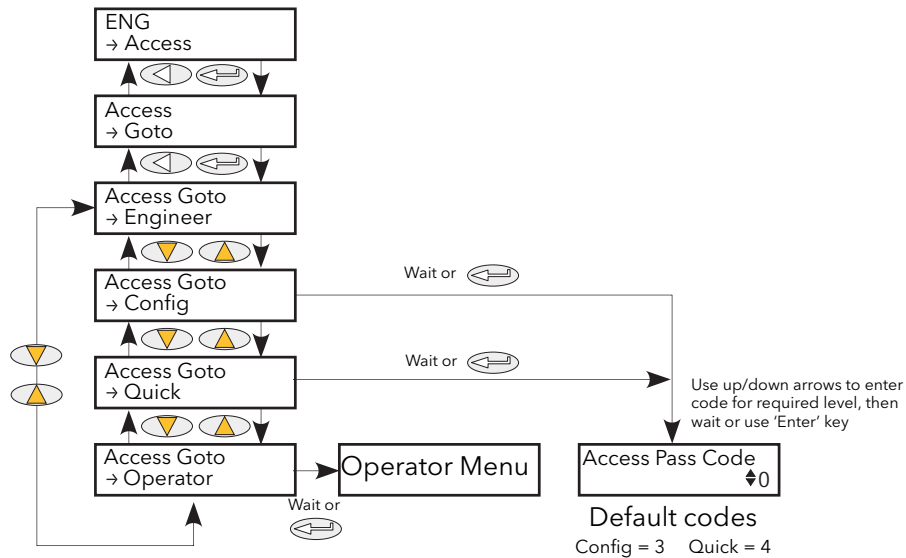 ENG
→ Access
Access
→ Goto
Access Goto
→ Engineer
Access Goto
→ Config
Wait or
Access Goto
→ Quick
Wait or
Use up/down arrows to enter
code for required level, then
wait or use 'Enter' key
Access Goto
→ Operator
Wait or
Operator Menu
Access Pass Code
0
Default codes
Config = 3 Quick = 4